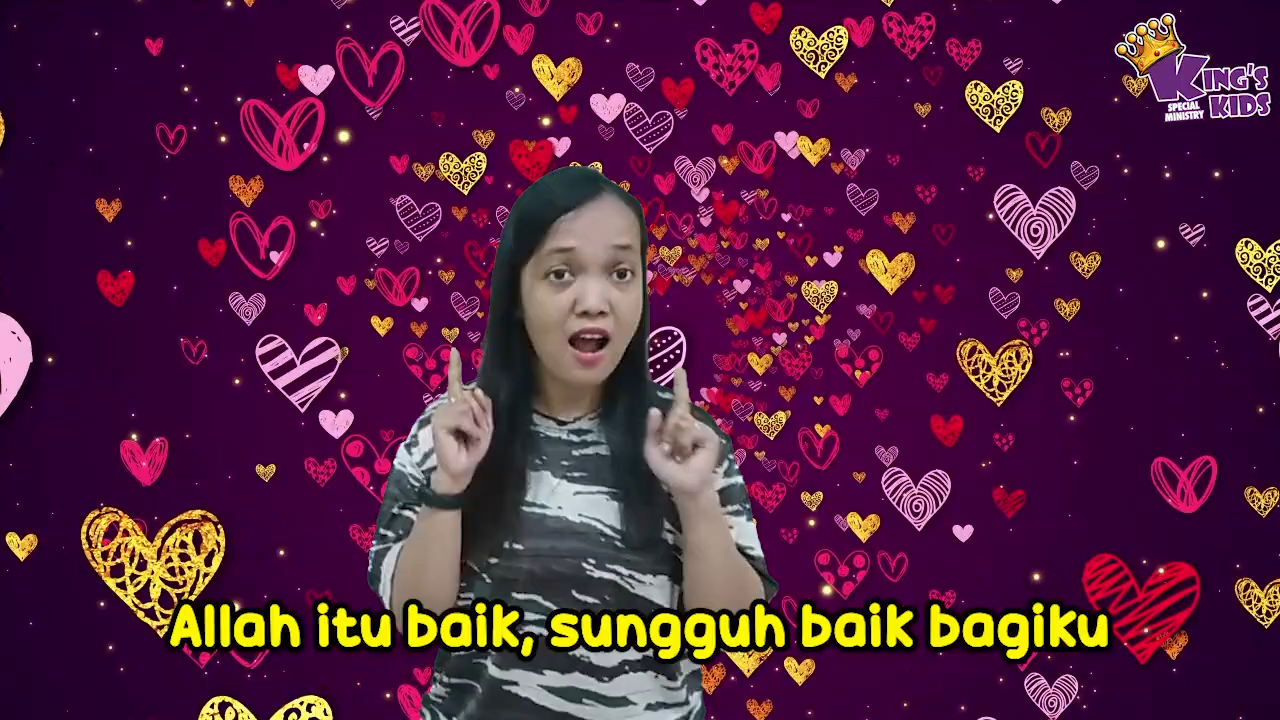 KING'S
KIDS
SPECIAL
MINISTRY
Allah itu baik, sungguh baik bagiku